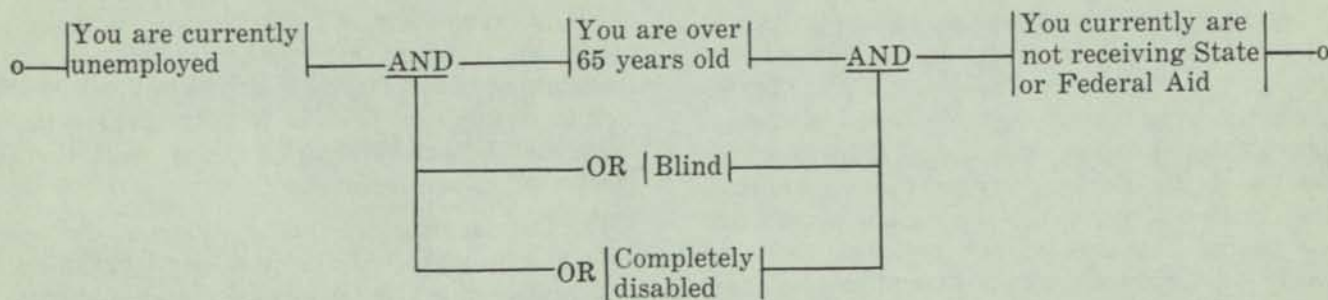 You are currently
unemployed
AND
You are over
65 years old
AND
You currently are
not receiving State
or Federal Aid
OR Blind
OR Completely
disabled